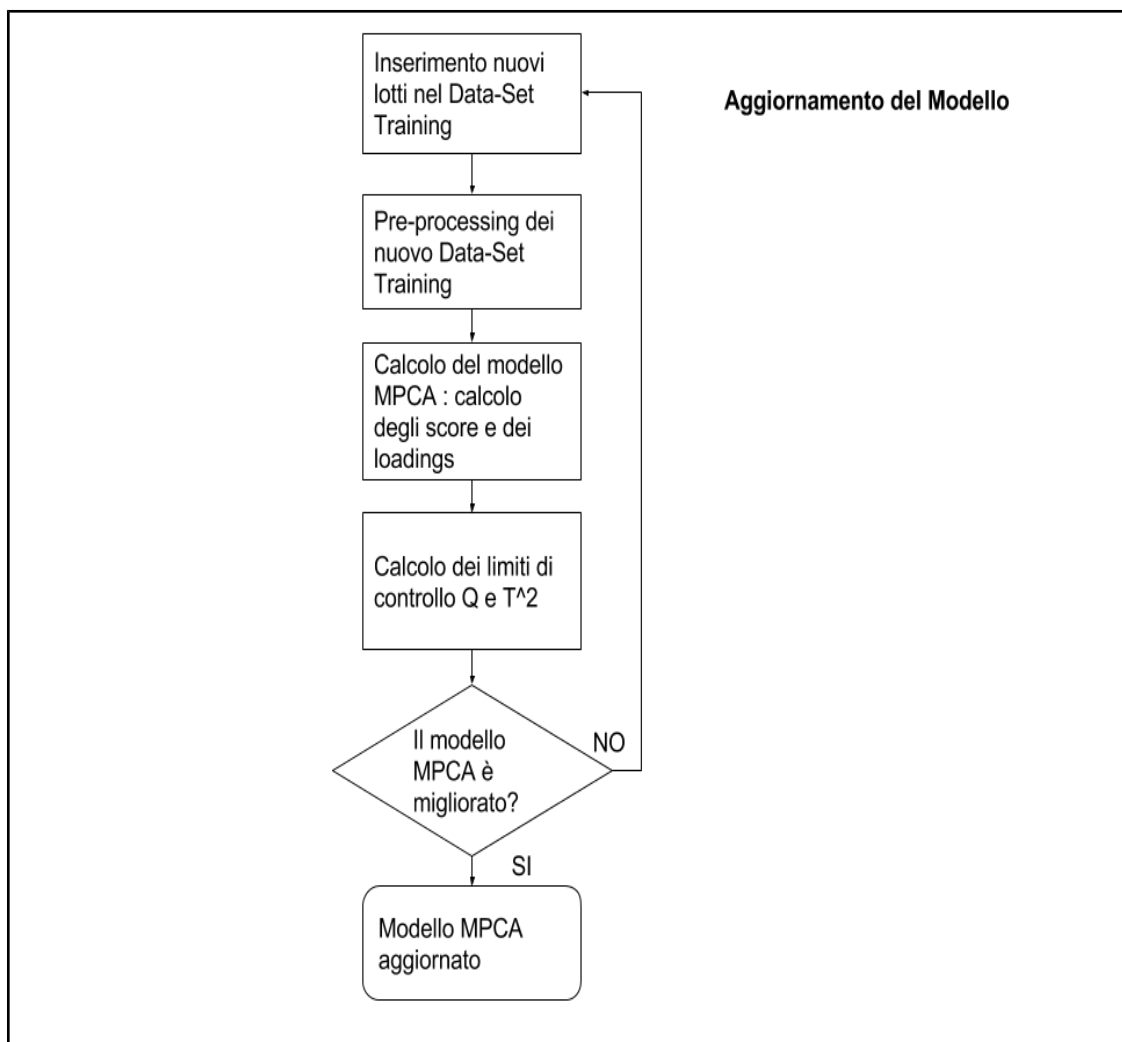 Inserimento nuovi
lotti nel Data-Set
Training
Aggiornamento del Modello
Pre-processing dei
nuovo Data-Set
Training
Calcolo del modello
MPCA : calcolo
degli score e dei
loadings
Calcolo dei limiti di
controllo Q e T^2
Il modello
MPCA è
migliorato?
NO
SI
Modello MPCA
aggiornato